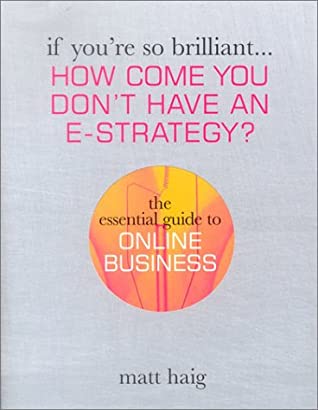 if you're so brilliant...
HOW COME YOU
DON'T HAVE AN
E-STRATEGY?
the
essential guide to
ONLINE
BUSINESS
matt haig